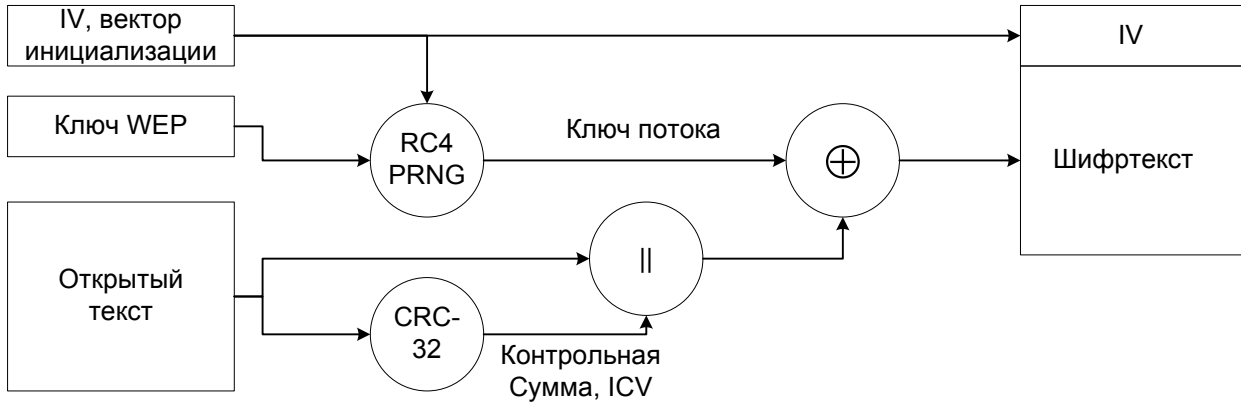 IV, вектор
инициализации
IV
Ключ WEP
RC4
PRNG
Ключ потока
⊕
Шифртекст
Открытый
текст
||
CRC-
32
Контрольная
Сумма, ICV